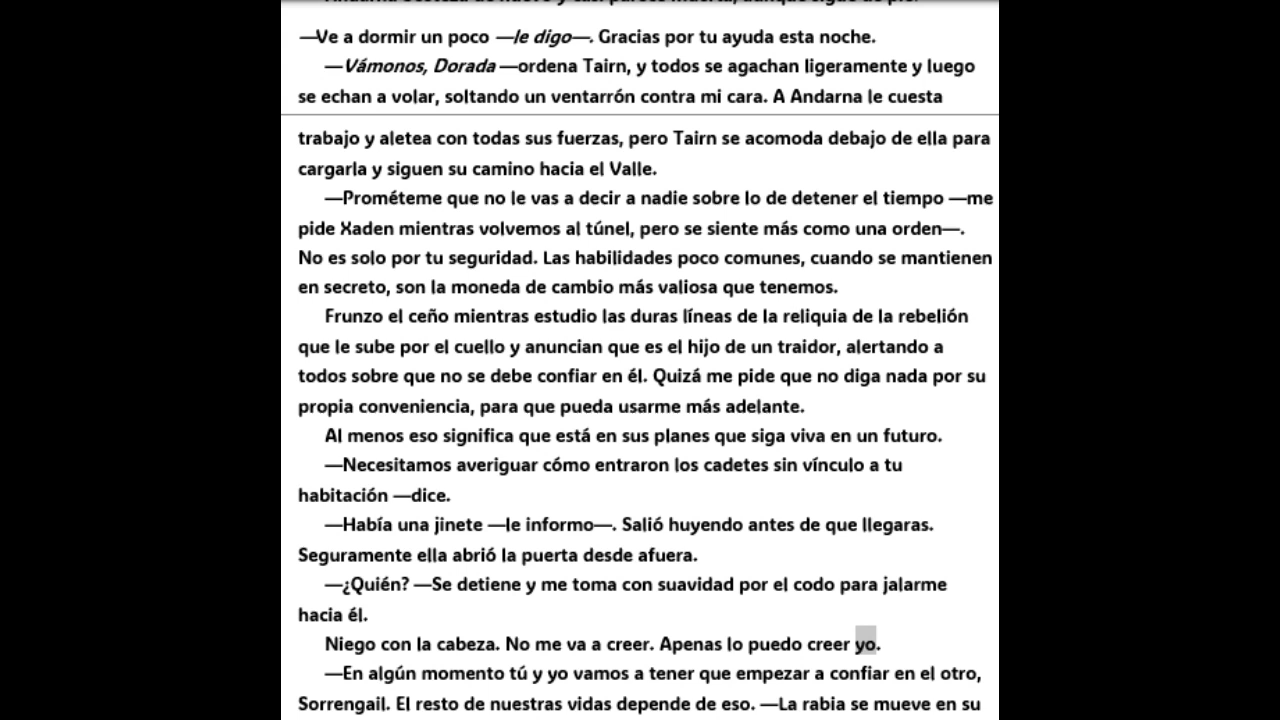 —Ve a dormir un poco —le digo—. Gracias por tu ayuda esta noche.
—Vámonos, Dorada —ordena Tairn, y todos se agachan ligeramente y luego
se echan a volar, soltando un ventarrón contra mi cara. A Andarna le cuesta
trabajo y aletea con todas sus fuerzas, pero Tairn se acomoda debajo de ella para
cargarla y siguen su camino hacia el Valle.
—Prométeme que no le vas a decir a nadie sobre lo de detener el tiempo —me
pide Xaden mientras volvemos al túnel, pero se siente más como una orden—.
No es solo por tu seguridad. Las habilidades poco comunes, cuando se mantienen
en secreto, son la moneda de cambio más valiosa que tenemos.
Frunzo el ceño mientras estudio las duras líneas de la reliquia de la rebelión
que le sube por el cuello y anuncian que es el hijo de un traidor, alertando a
todos sobre que no se debe confiar en él. Quizá me pide que no diga nada por su
propia conveniencia, para que pueda usarme más adelante.
Al menos eso significa que está en sus planes que siga viva en un futuro.
—Necesitamos averiguar cómo entraron los cadetes sin vínculo a tu
habitación —dice.
—Había una jinete —le informo—. Salió huyendo antes de que llegaras.
Seguramente ella abrió la puerta desde afuera.
—¿Quién? —Se detiene y me toma con suavidad por el codo para jalarme
hacia él.
Niego con la cabeza. No me va a creer. Apenas lo puedo creer yo.
—En algún momento tú y yo vamos a tener que empezar a confiar en el otro,
Sorrengail. El resto de nuestras vidas depende de eso. —La rabia se mueve en su